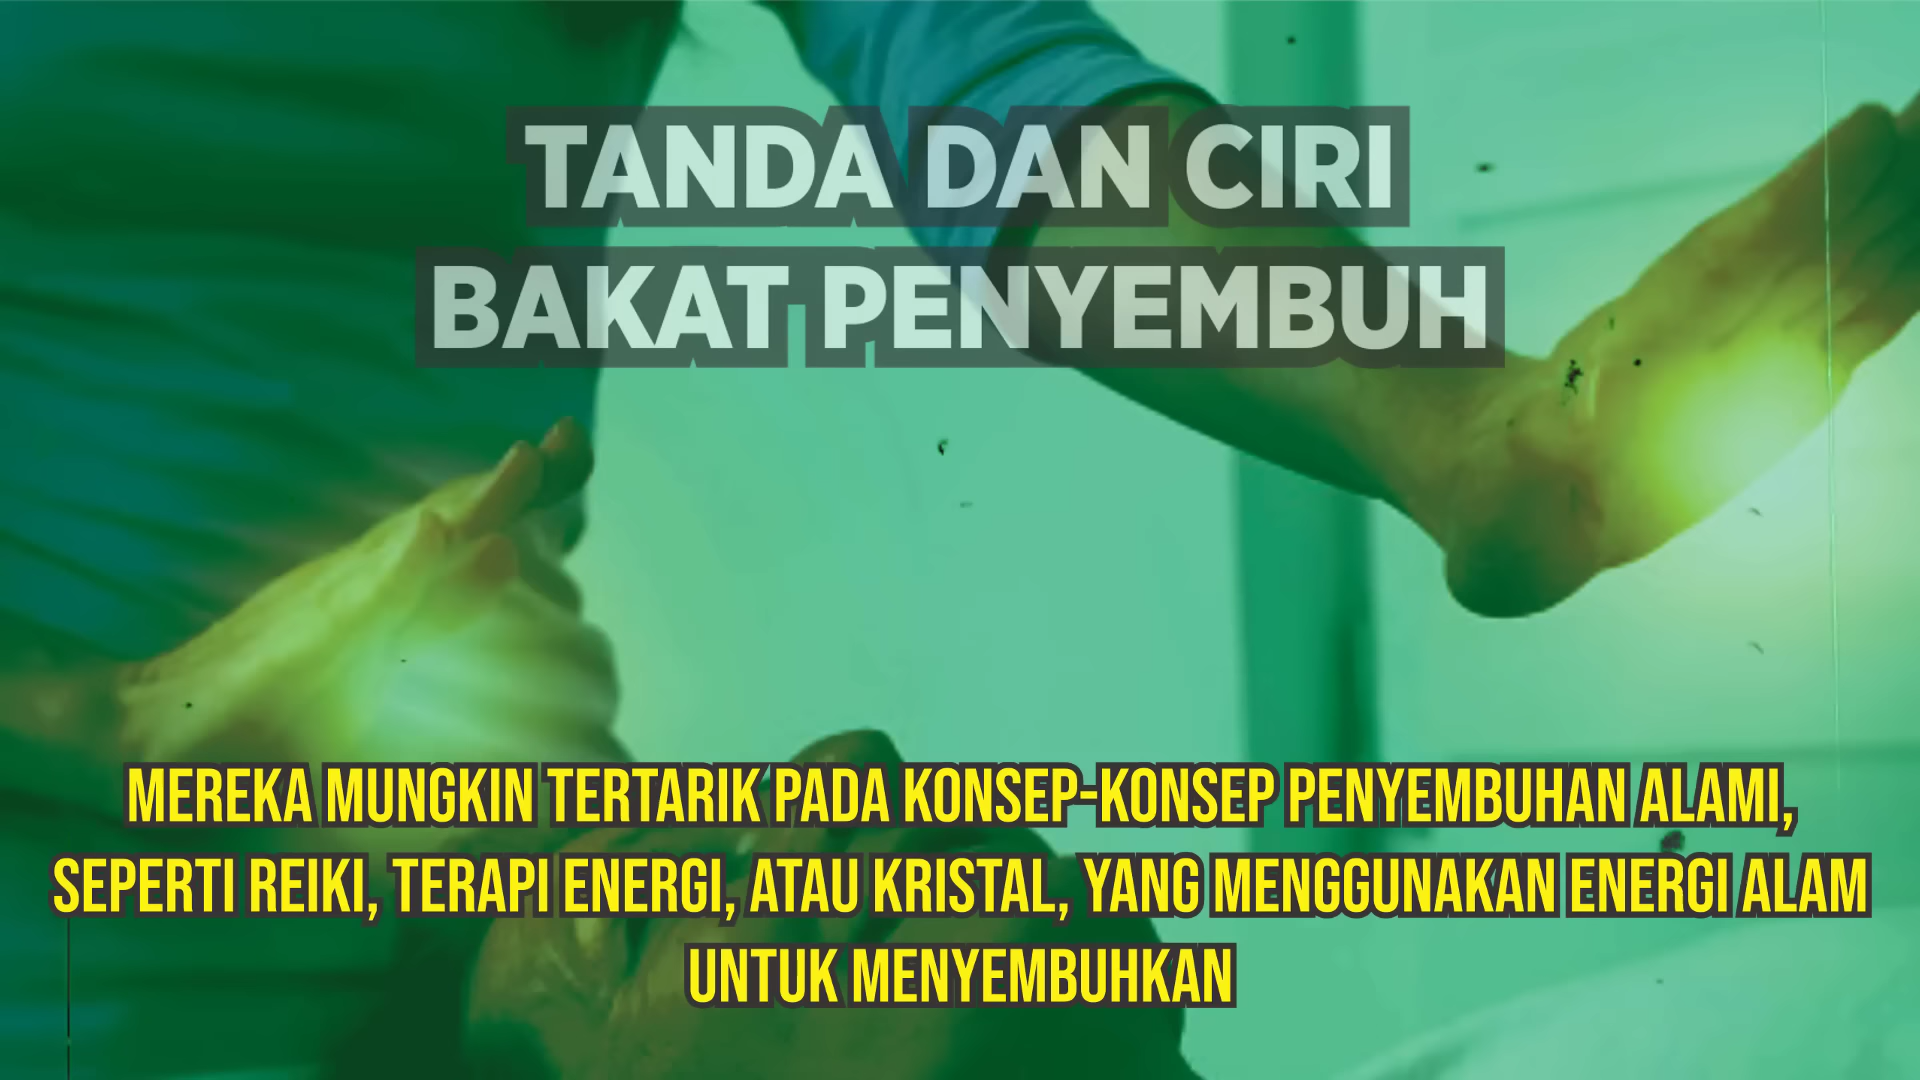 TANDA DAN CIRI
BAKAT PENYEMBUH
MEREKA MUNGKIN TERTARIK PADA KONSEP-KONSEP PENYEMBUHAN ALAMI,
SEPERTI REIKI, TERAPI ENERGI, ATAU KRISTAL, YANG MENGGUNAKAN ENERGI ALAM
UNTUK MENYEMBUHKAN